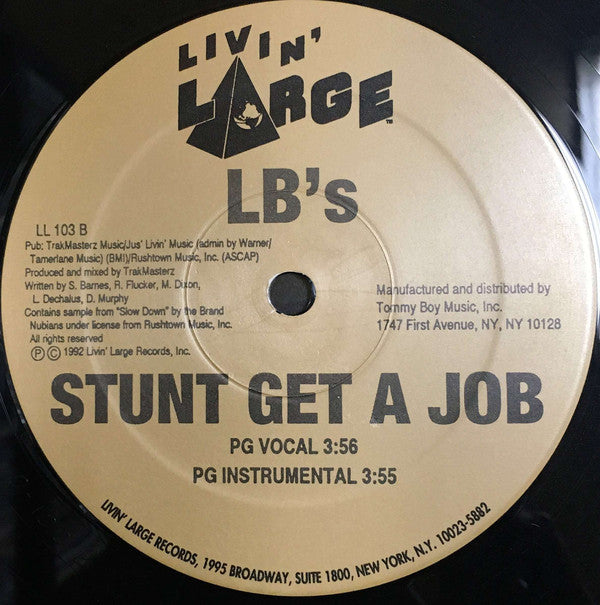 LIVIN'
LARGE™
LB's
LL 103 B
Pub: TrakMasterz Music/Jus' Livin' Music (admin by Warner/
Tamerlane Music) (BMI)/Rushtown Music, Inc. (ASCAP)
Produced and mixed by TrakMasterz
Written by S. Barnes, R. Flucker, M. Dixon,
L. Dechalus, D. Murphy
Contains sample from "Slow Down" by the Brand
Nubians under license from Rushtown Music, Inc.
All rights reserved
Ⓟ © 1992 Livin' Large Records, Inc.
Manufactured and distributed by
Tommy Boy Music, Inc.
1747 First Avenue, NY, NY 10128
STUNT GET A JOB
PG VOCAL 3:56
PG INSTRUMENTAL 3:55
LIVIN' LARGE RECORDS, 1995 BROADWAY, SUITE 1800, NEW YORK, N.Y. 10023-5882